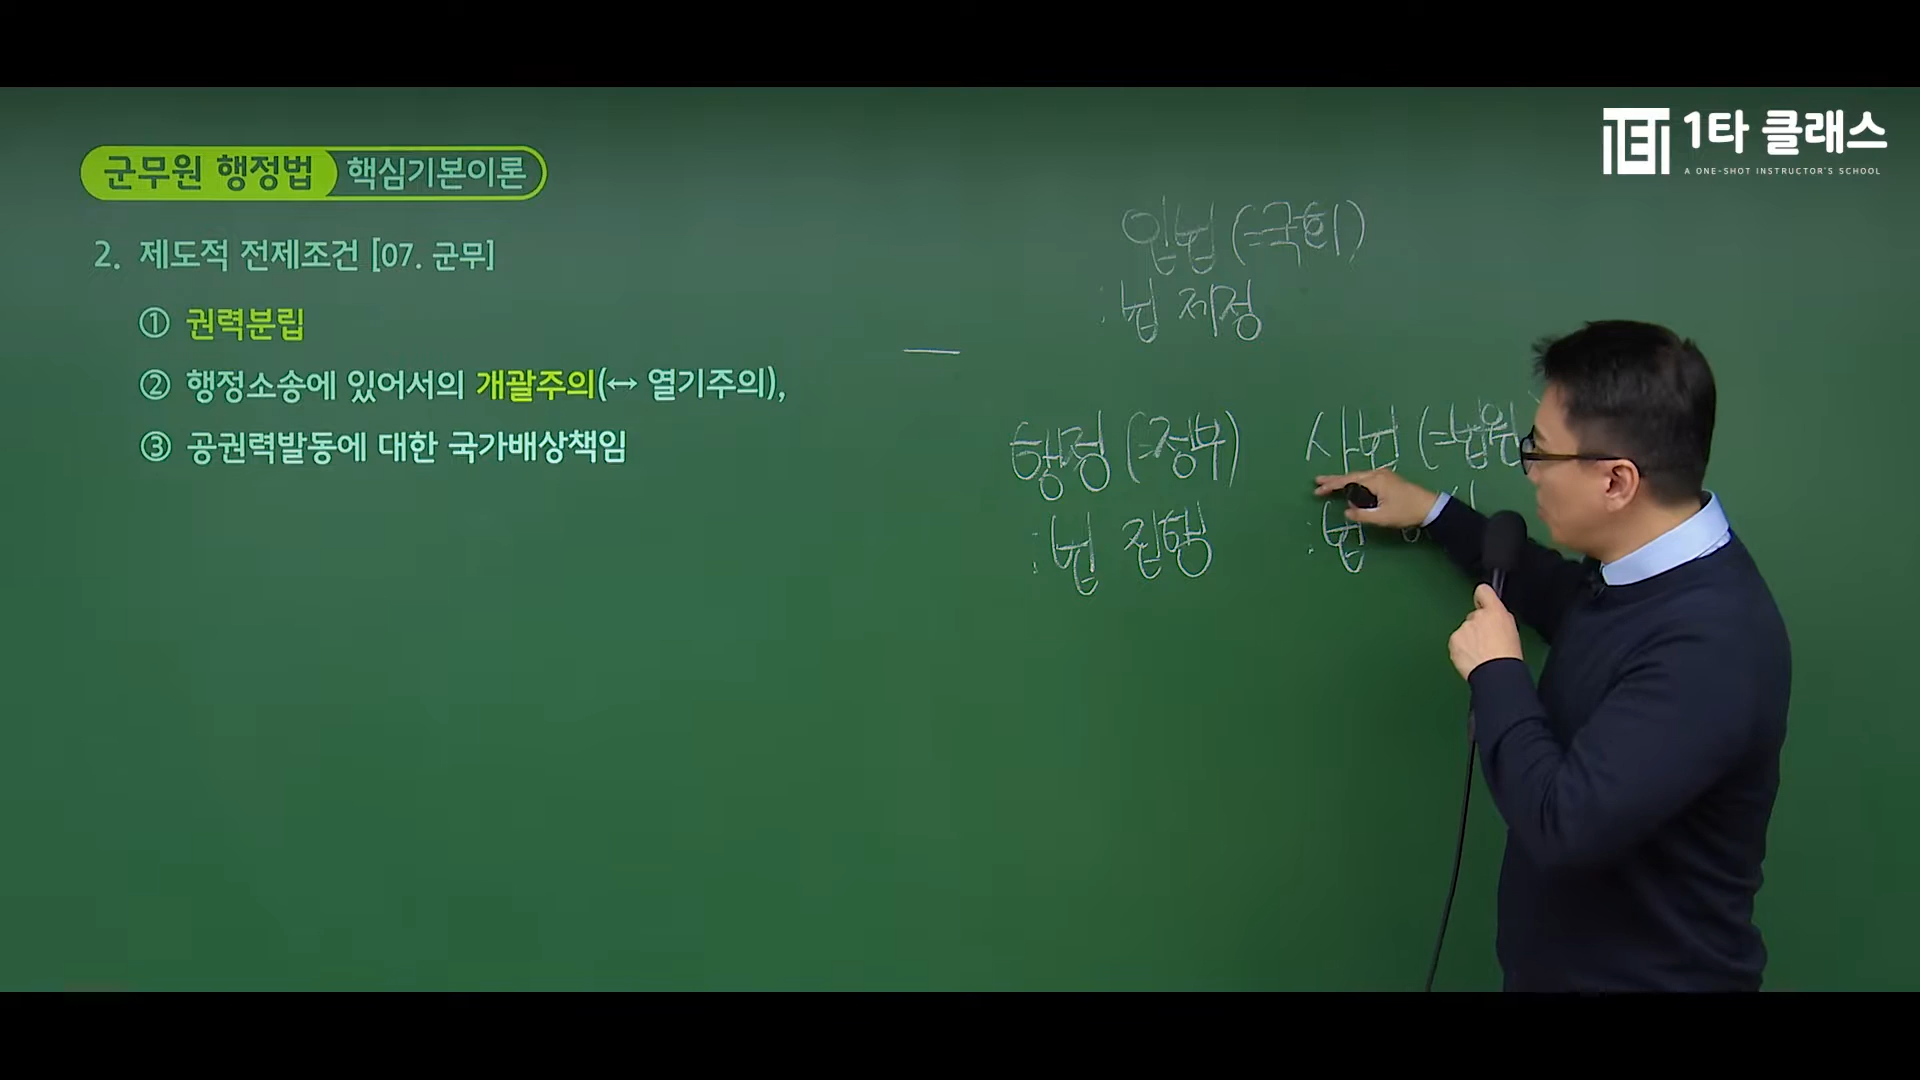 1타 클래스
A ONE-SHOT INSTRUCTOR'S SCHOOL
군무원 행정법 핵심기본이론
2. 제도적 전제조건 [07. 군무]
① 권력분립
② 행정소송에 있어서의 개괄주의(↔ 열기주의),
③ 공권력발동에 대한 국가배상책임
입법 (=국회)
: 법 제정
행정 (=정부)
: 법 집행
사법 (=법원
: 법